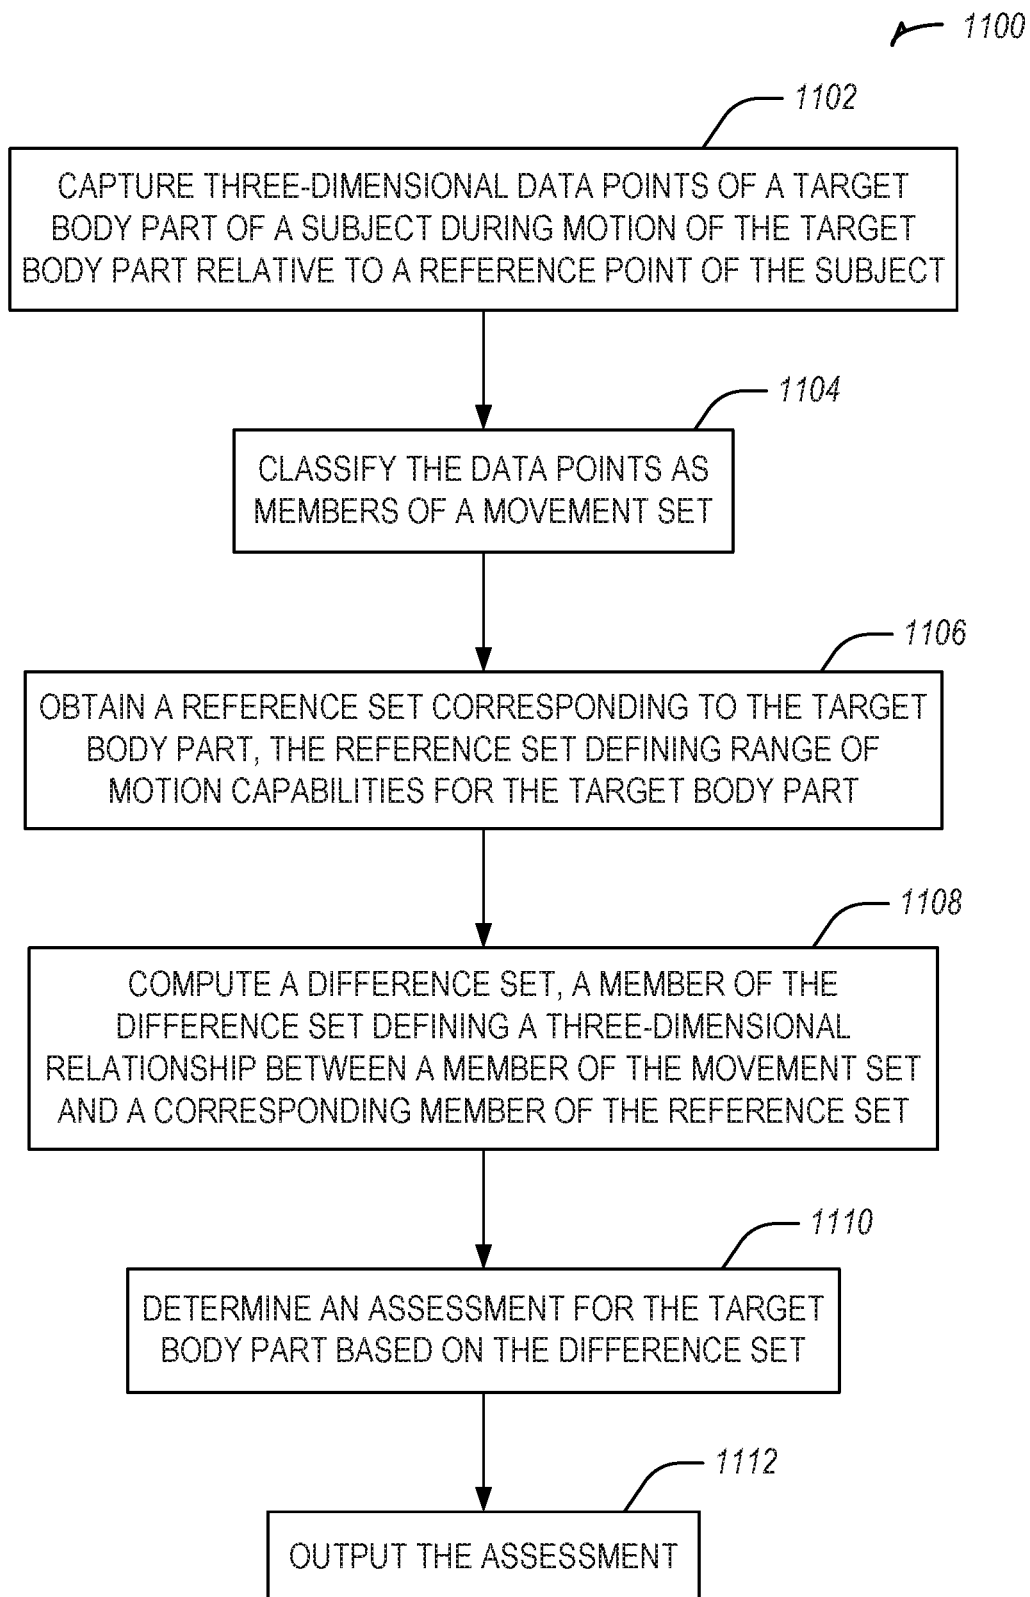 1100
1102
CAPTURE THREE-DIMENSIONAL DATA POINTS OF A TARGET
BODY PART OF A SUBJECT DURING MOTION OF THE TARGET
BODY PART RELATIVE TO A REFERENCE POINT OF THE SUBJECT
1104
CLASSIFY THE DATA POINTS AS
MEMBERS OF A MOVEMENT SET
1106
OBTAIN A REFERENCE SET CORRESPONDING TO THE TARGET
BODY PART, THE REFERENCE SET DEFINING RANGE OF
MOTION CAPABILITIES FOR THE TARGET BODY PART
1108
COMPUTE A DIFFERENCE SET, A MEMBER OF THE
DIFFERENCE SET DEFINING A THREE-DIMENSIONAL
RELATIONSHIP BETWEEN A MEMBER OF THE MOVEMENT SET
AND A CORRESPONDING MEMBER OF THE REFERENCE SET
1110
DETERMINE AN ASSESSMENT FOR THE TARGET
BODY PART BASED ON THE DIFFERENCE SET
1112
OUTPUT THE ASSESSMENT